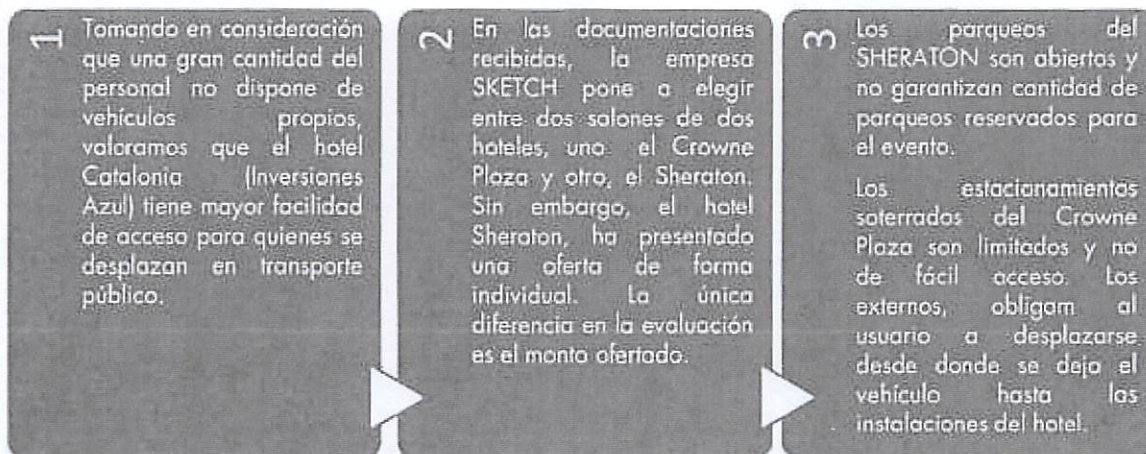 1
Tomando en consideración
que una gran cantidad del
personal no dispone de
vehículos propios,
valoramos que el hotel
Catalonia (Inversiones
Azul) tiene mayor facilidad
de acceso para quienes se
desplazan en transporte
público.
2
En las documentaciones
recibidas, la empresa
SKETCH pone a elegir
entre dos salones de dos
hoteles, uno el Crowne
Plaza y otro, el Sheraton.
Sin embargo, el hotel
Sheraton, ha presentado
una oferta de forma
individual. La única
diferencia en la evaluación
es el monto ofertado.
3
Los parqueos del
SHERATON son abiertos y
no garantizan cantidad de
parqueos reservados para
el evento.
Los estacionamientos
soterrados del Crowne
Plaza son limitados y no
de fácil acceso. Los
externos, obligam al
usuario a desplazarse
desde donde se deja el
vehículo hasta las
instalaciones del hotel.